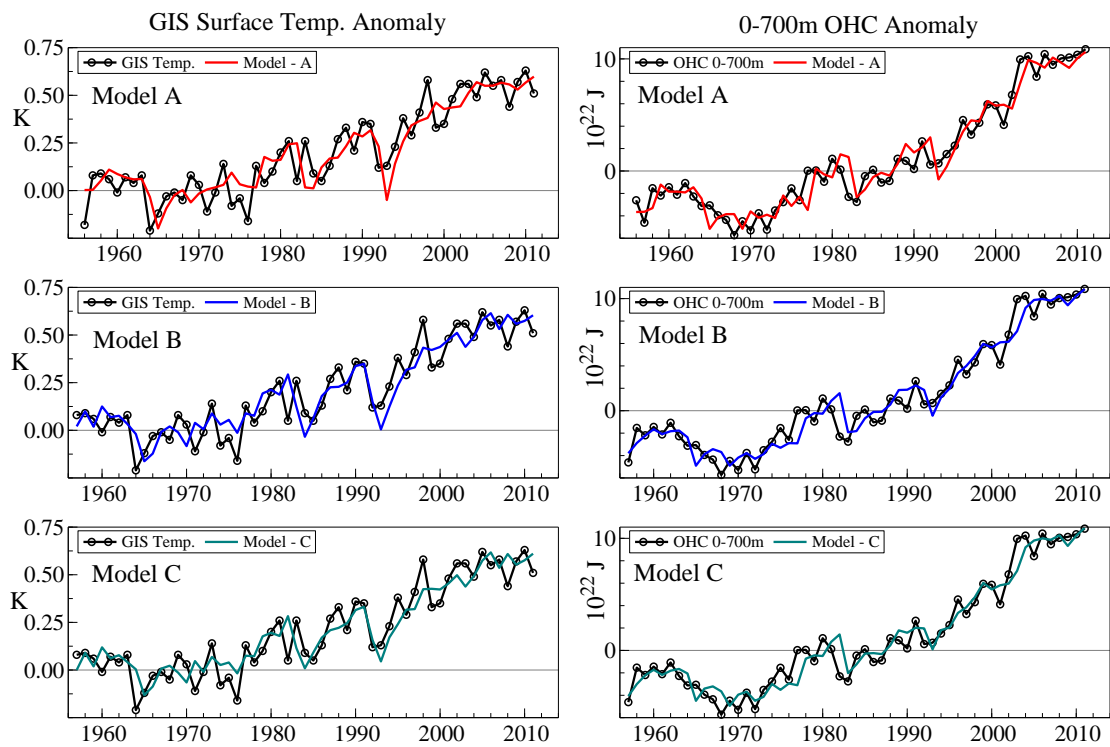 GIS Surface Temp. Anomaly
0.75
GIS Temp. Model - A
Model A
0.50
K
0.25
0.00
1960 1970 1980 1990 2000 2010
0-700m OHC Anomaly
10
OHC 0-700m Model - A
Model A
10²² J
0
1960 1970 1980 1990 2000 2010
0.75
GIS Temp. Model - B
Model B
0.50
K
0.25
0.00
1960 1970 1980 1990 2000 2010
10
OHC 0-700m Model - B
Model B
10²² J
0
1960 1970 1980 1990 2000 2010
0.75
GIS Temp. Model - C
Model C
0.50
K
0.25
0.00
1960 1970 1980 1990 2000 2010
10
OHC 0-700m Model - C
Model C
10²² J
0
1960 1970 1980 1990 2000 2010